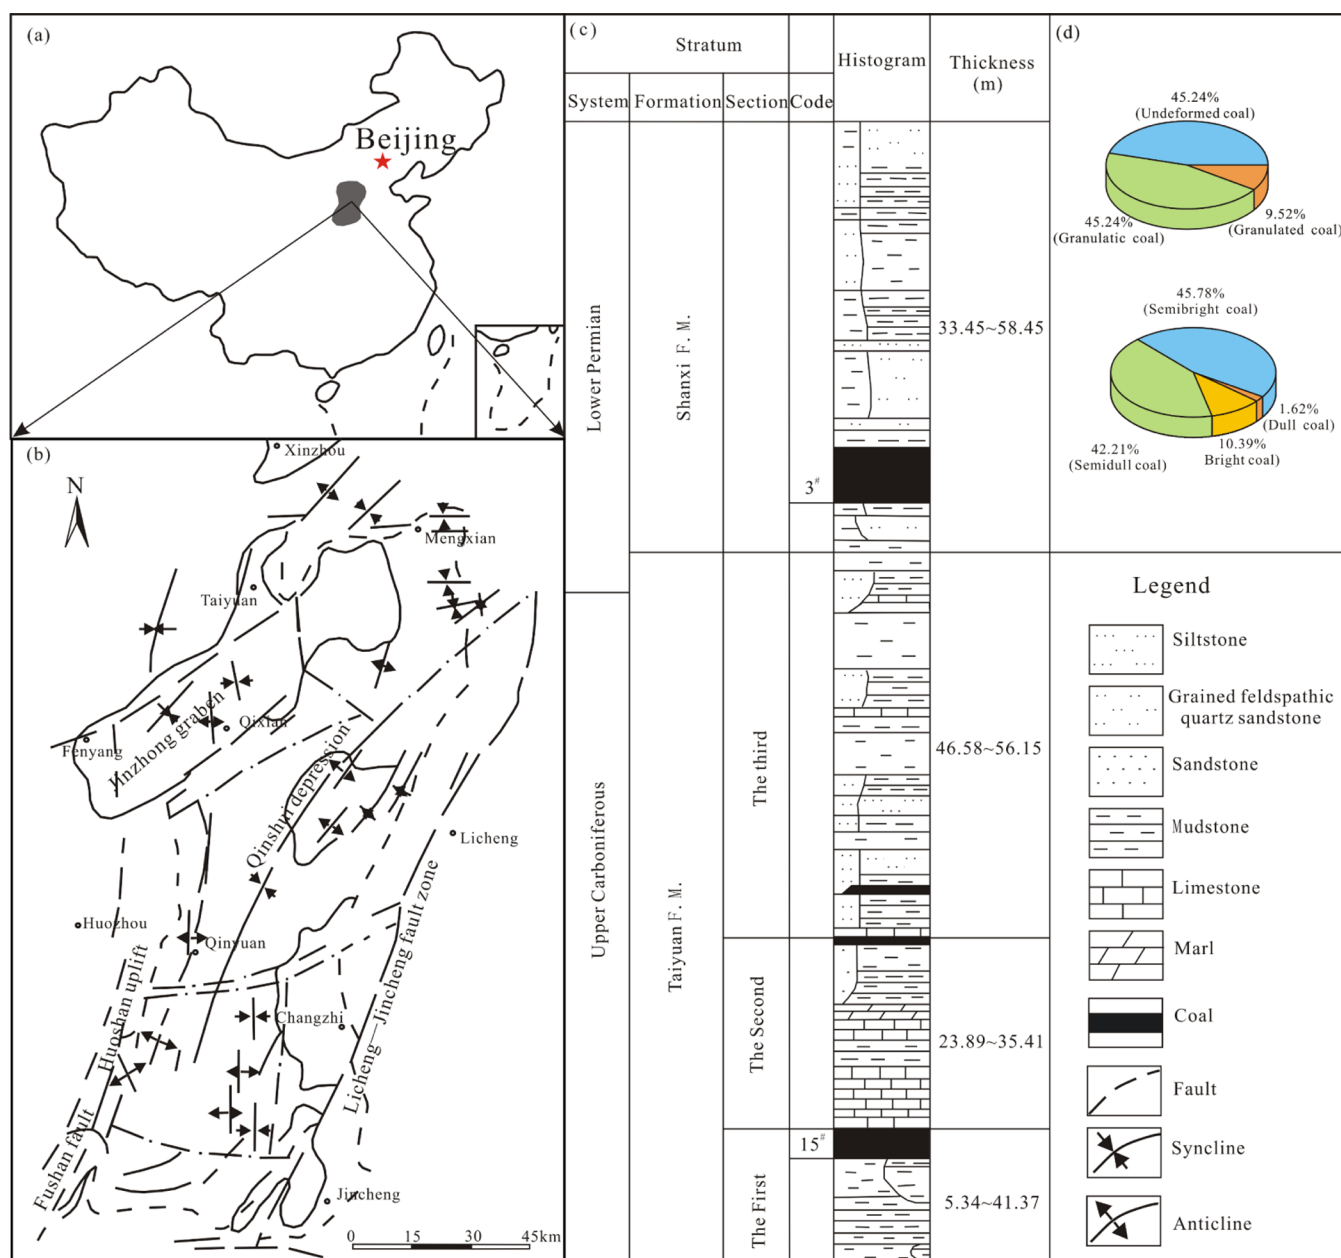 (a)
Beijing
(b)
N
Xinzhou
Mengxian
Taiyuan
Jinzhong graben
Qixian
Fenyang
Qinshui depression
Licheng
Licheng—Jincheng fault zone
Huozhou
Qinyuan
Huoshan uplift
Changzhi
Fushan fault
Jincheng
0 15 30 45km
(c)
Stratum
Histogram
Thickness
(m)
System
Formation
Section
Code
Lower Permian
Shanxi F. M.
33.45~58.45
3#
Upper Carboniferous
Taiyuan F. M.
The third
46.58~56.15
The Second
23.89~35.41
15#
The First
5.34~41.37
(d)
45.24%
(Undeformed coal)
45.24%
(Granulatic coal)
9.52%
(Granulated coal)
45.78%
(Semibright coal)
1.62%
(Dull coal)
42.21%
(Semidull coal)
10.39%
Bright coal)
Legend
Siltstone
Grained feldspathic
quartz sandstone
Sandstone
Mudstone
Limestone
Marl
Coal
Fault
Syncline
Anticline